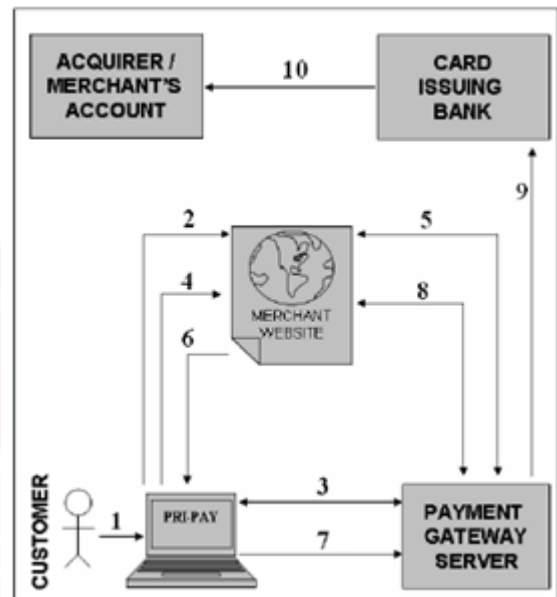 ACQUIRER /
MERCHANT'S
ACCOUNT
10
CARD
ISSUING
BANK
9
2
5
4
8
MERCHANT
WEBSITE
6
CUSTOMER
1
PRI-PAY
3
7
PAYMENT
GATEWAY
SERVER